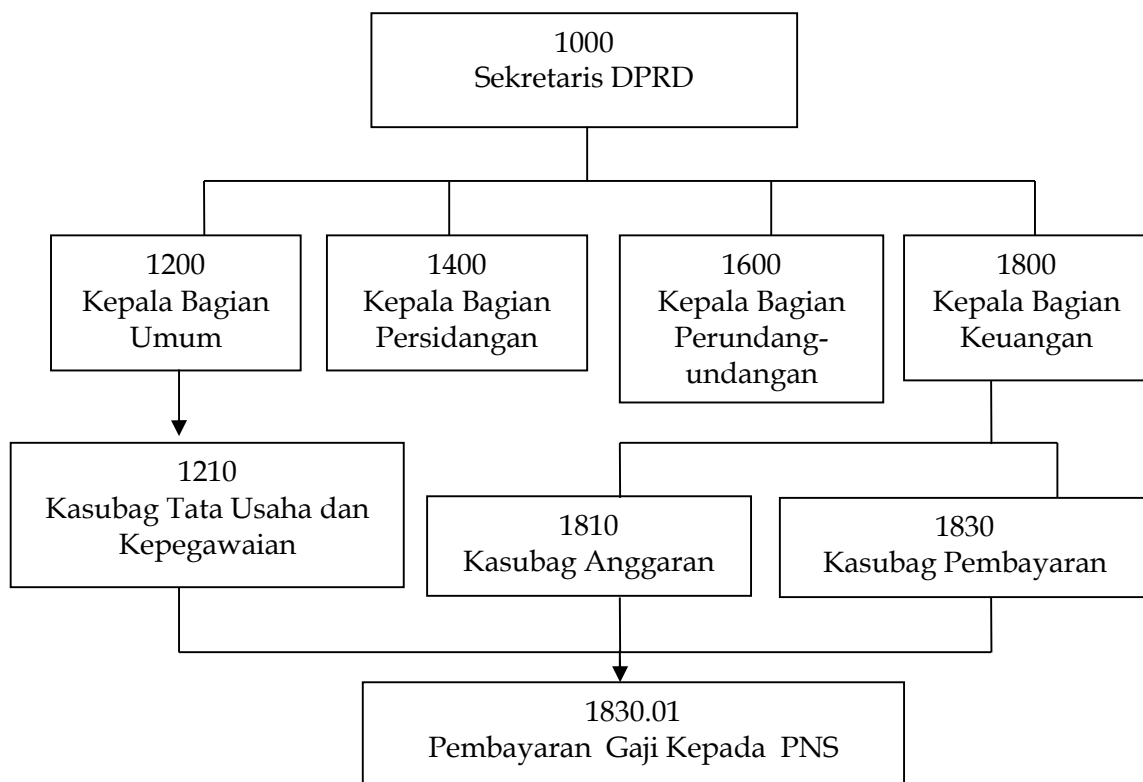 1000
Sekretaris DPRD
1200
Kepala Bagian
Umum
1400
Kepala Bagian
Persidangan
1600
Kepala Bagian
Perundang-
undangan
1800
Kepala Bagian
Keuangan
1210
Kasubag Tata Usaha dan
Kepegawaian
1810
Kasubag Anggaran
1830
Kasubag Pembayaran
1830.01
Pembayaran Gaji Kepada PNS